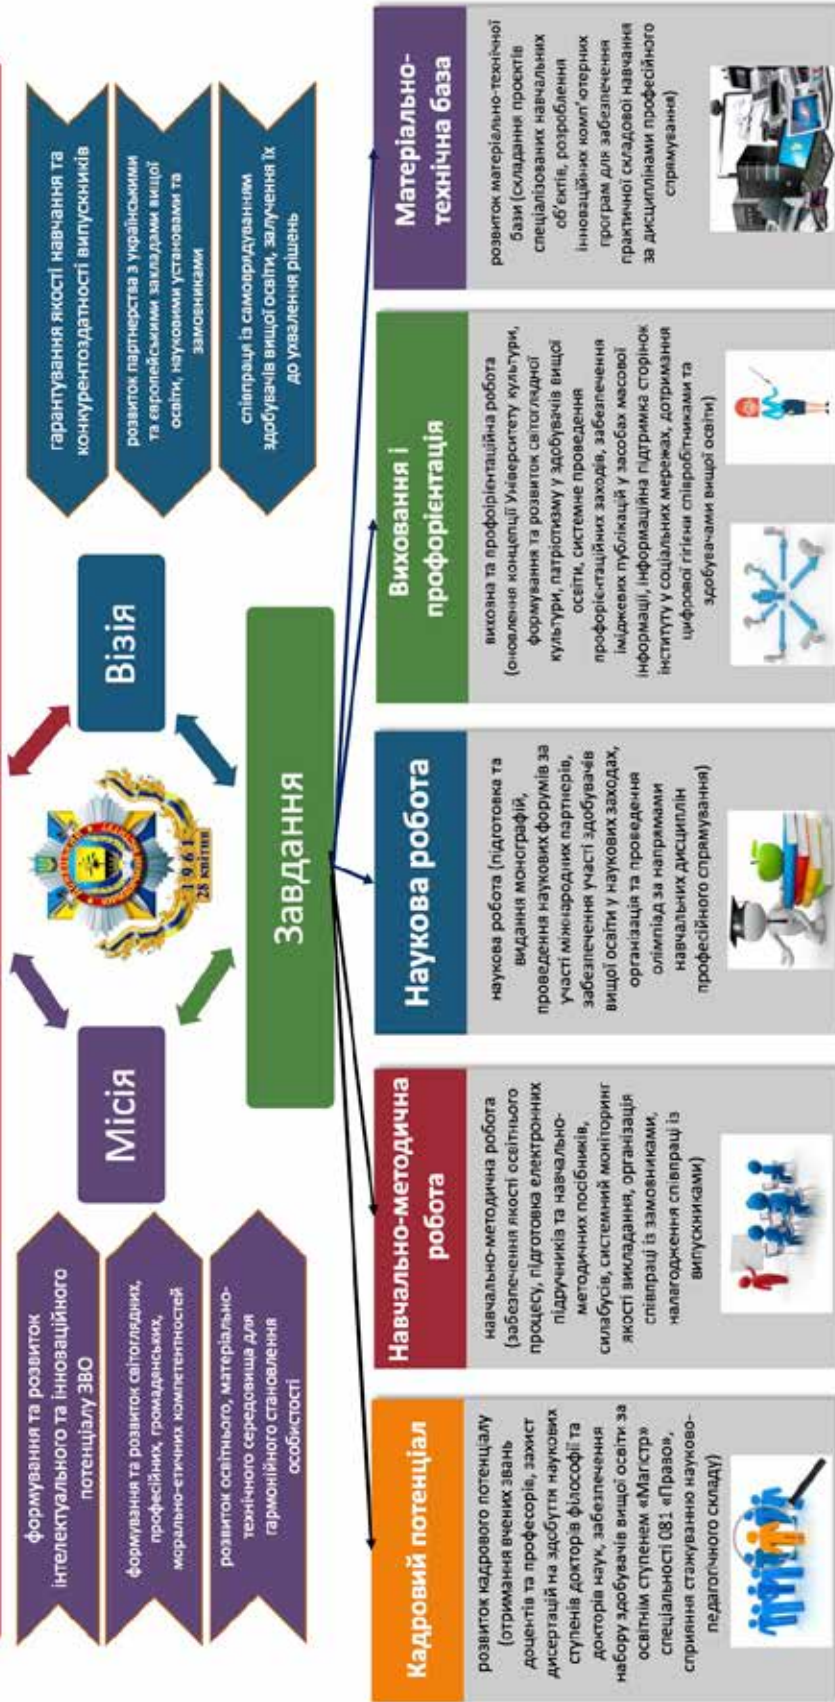 формування та розвиток
інтелектуального та інноваційного
потенціалу ЗВО
формування та розвиток світоглядних,
професійних, громадянських,
морально-етичних компетентностей
розвиток освітнього, матеріально-
технічного середовища для
гармонійного становлення
особистості
Місія
1961
28 квітня
Візія
гарантування якості навчання та
конкурентоздатності випускників
розвиток партнерства з українськими
та європейськими закладами вищої
освіти, науковими установами та
замовниками
співпраця із самоврядуванням
здобувачів вищої освіти, залучення їх
до ухвалення рішень
Завдання
Кадровий потенціал
розвиток кадрового потенціалу
(отримання вчених звань
доцентів та професорів, захист
дисертацій на здобуття наукових
ступенів докторів філософії та
докторів наук, забезпечення
набору здобувачів вищої освіти за
освітнім ступенем «Магістр»
спеціальності 081 «Право»,
сприяння стажуванню науково-
педагогічного складу)
Навчально-методична
робота
навчально-методична робота
(забезпечення якості освітнього
процесу, підготовка електронних
підручників та навчально-
методичних посібників,
силабусів, системний моніторинг
якості викладання, організація
співпраці із замовниками,
налагодження співпраці із
випускниками)
Наукова робота
наукова робота (підготовка та
видання монографій,
проведення наукових форумів за
участі міжнародних партнерів,
забезпечення участі здобувачів
вищої освіти у наукових заходах,
організація та проведення
олімпіад за напрямами
навчальних дисциплін
професійного спрямування)
Виховання і
профорієнтація
виховна та профорієнтаційна робота
(оновлення концепції Університету культури,
формування та розвиток світоглядної
культури, патріотизму у здобувачів вищої
освіти, системне проведення
профорієнтаційних заходів, забезпечення
іміджевих публікацій у засобах масової
інформації, інформаційна підтримка сторінок
інституту у соціальних мережах, дотримання
цифрової гігієни співробітниками та
здобувачами вищої освіти)
Матеріально-
технічна база
розвиток матеріально-технічної
бази (складання проєктів
спеціалізованих навчальних
об'єктів, розроблення
інноваційних комп'ютерних
програм для забезпечення
практичної складової навчання
за дисциплінами професійного
спрямування)